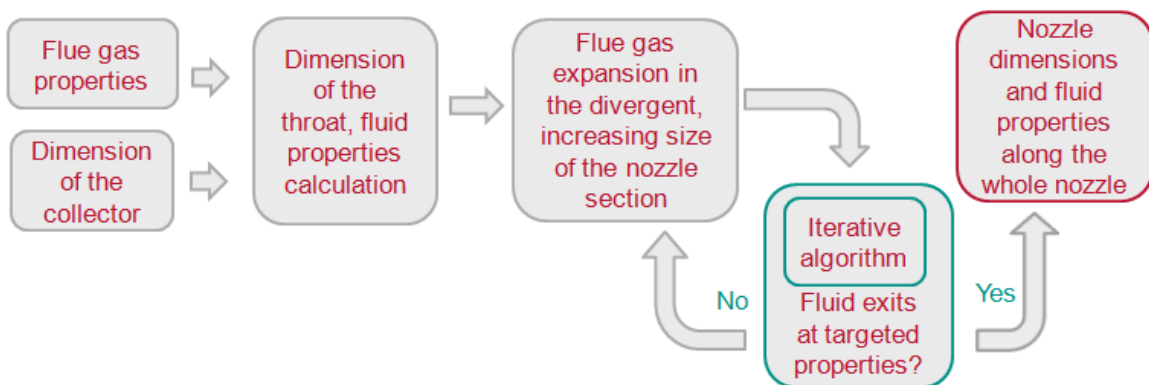 Flue gas
properties
Dimension
of the
collector
Dimension
of the
throat, fluid
properties
calculation
Flue gas
expansion in
the divergent,
increasing size
of the nozzle
section
Iterative
algorithm
Fluid exits
at targeted
properties?
No
Yes
Nozzle
dimensions
and fluid
properties
along the
whole nozzle